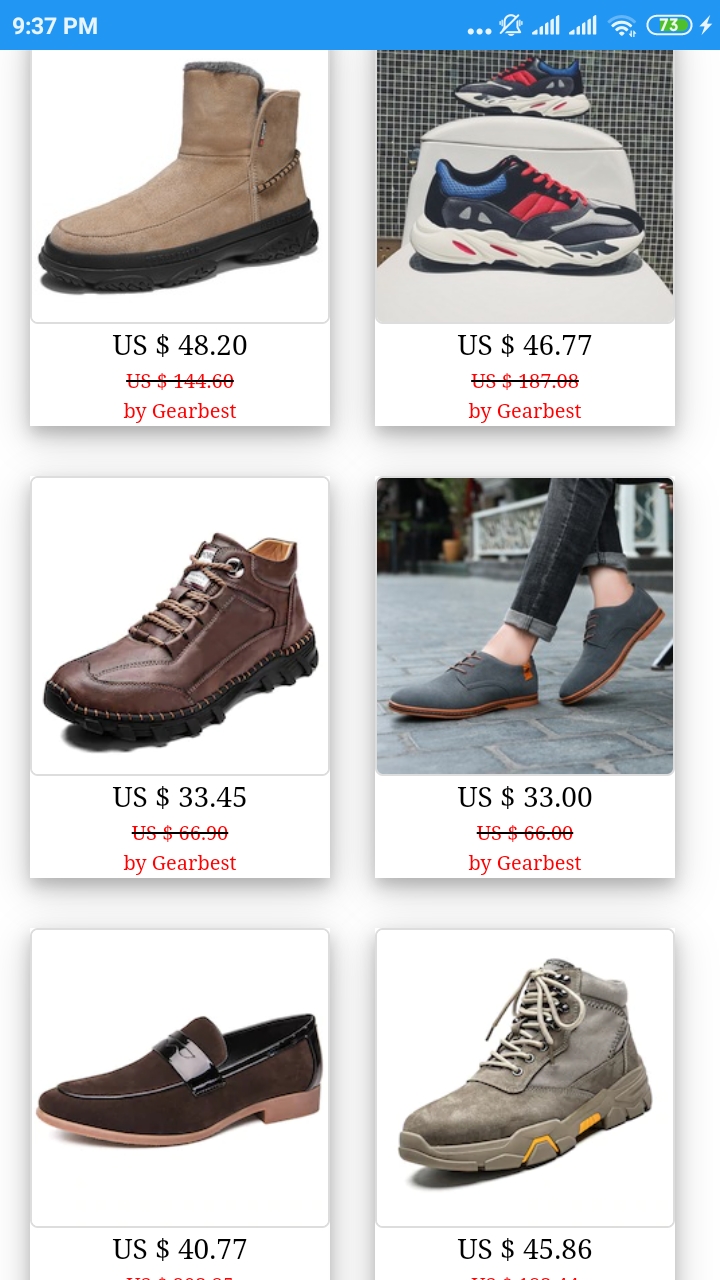 9:37 PM
73
US $ 48.20
US $ 46.77
US $ 144.60
US $ 187.08
by Gearbest
by Gearbest
US $ 33.45
US $ 33.00
US $ 66.90
US $ 66.00
by Gearbest
by Gearbest
US $ 40.77
US $ 45.86